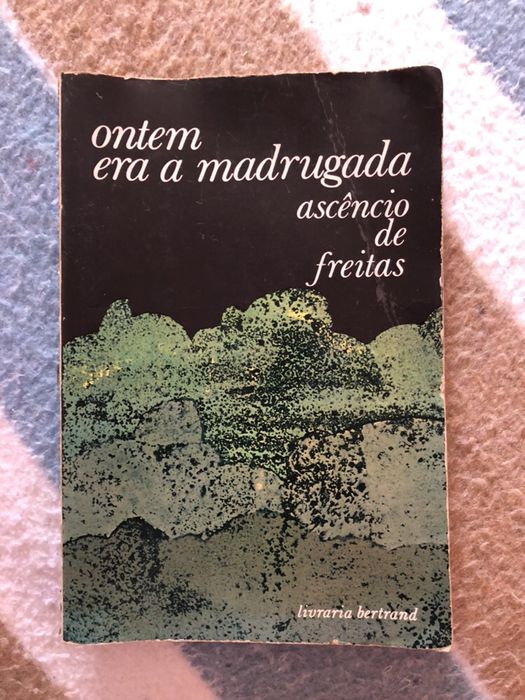 ontem
era a madrugada
ascêncio
de
freitas
livraria bertrand